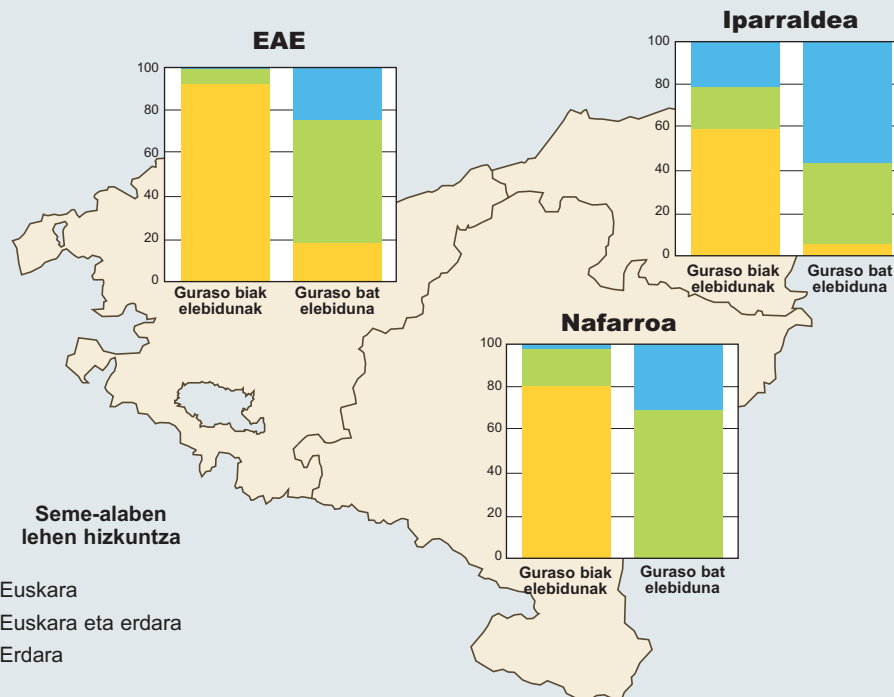 EAE
100
80
60
40
20
0
Guraso biak
elebidunak
Guraso bat
elebiduna
Iparraldea
100
80
60
40
20
0
Guraso biak
elebidunak
Guraso bat
elebiduna
Nafarroa
100
80
60
40
20
0
Guraso biak
elebidunak
Guraso bat
elebiduna
Seme-alaben
lehen hizkuntza
Euskara
Euskara eta erdara
Erdara